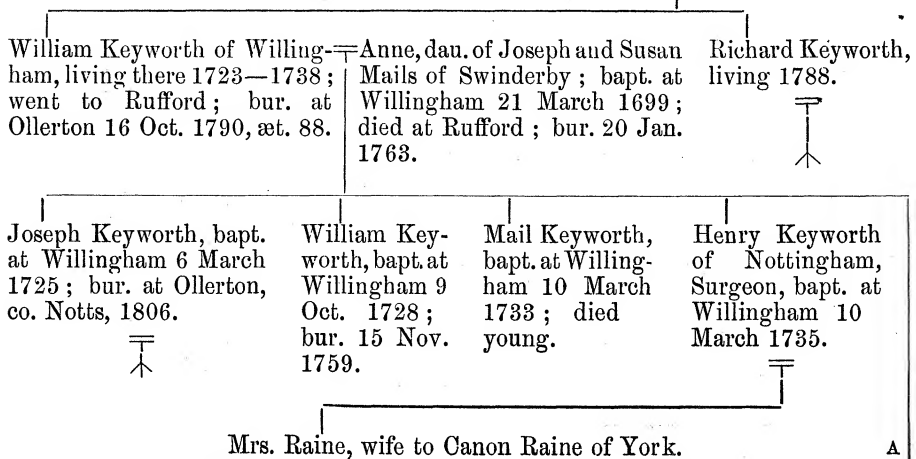 William Keyworth of Willing-
ham, living there 1723—1738;
went to Rufford; bur. at
Ollerton 16 Oct. 1790, æt. 88.
Anne, dau. of Joseph and Susan
Mails of Swinderby; bapt. at
Willingham 21 March 1699;
died at Rufford; bur. 20 Jan.
1763.
Richard Keyworth,
living 1788.
Joseph Keyworth, bapt.
at Willingham 6 March
1725; bur. at Ollerton,
co. Notts, 1806.
William Key-
worth, bapt. at
Willingham 9
Oct. 1728;
bur. 15 Nov.
1759.
Mail Keyworth,
bapt. at Willing-
ham 10 March
1733; died
young.
Henry Keyworth
of Nottingham,
Surgeon, bapt. at
Willingham 10
March 1735.
Mrs. Raine, wife to Canon Raine of York.
A